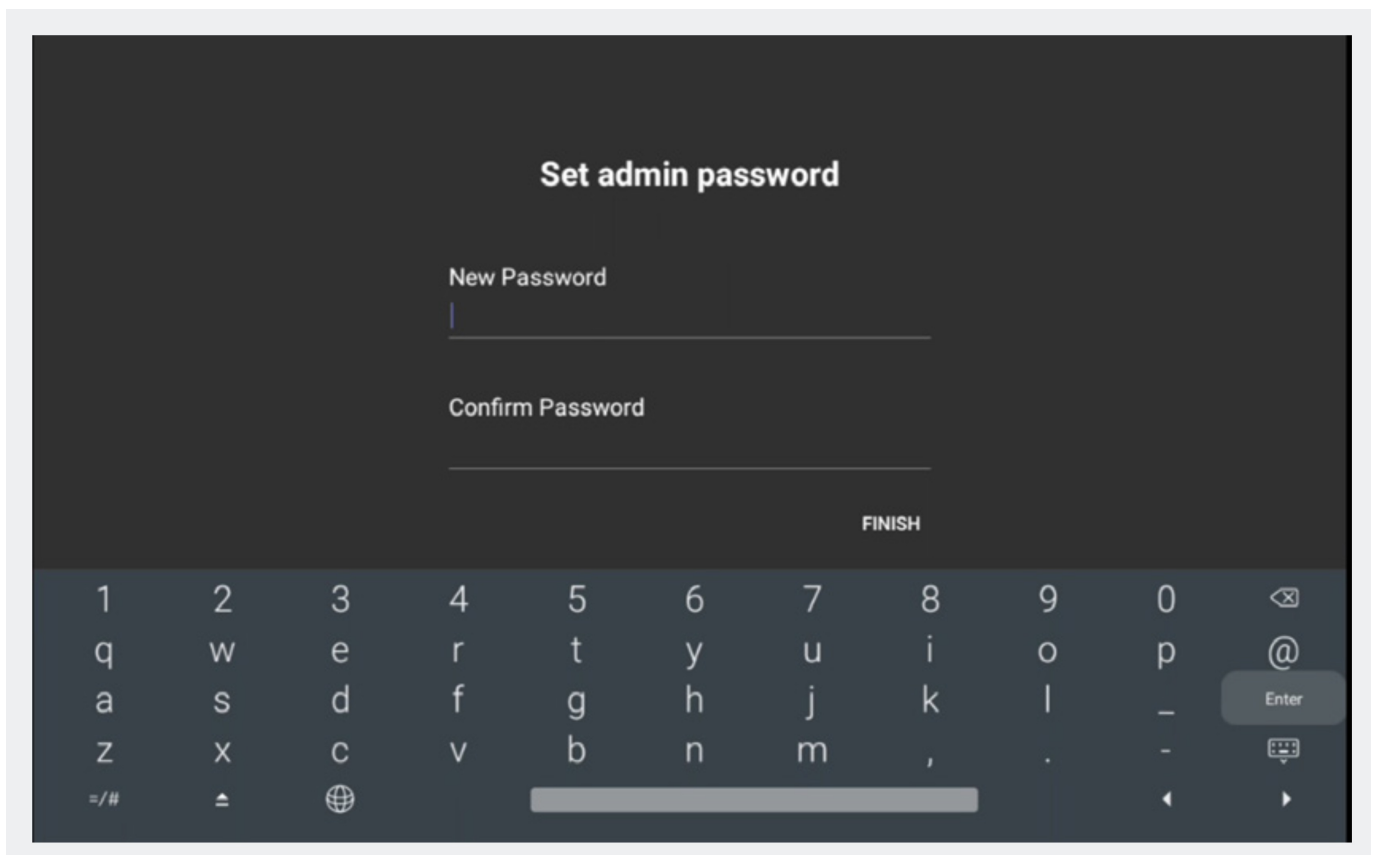 Set admin password
New Password
Confirm Password
FINISH
1 2 3 4 5 6 7 8 9 0
q w e r t y u i o p @
a s d f g h j k l _ Enter
z x c v b n m , . -
=/#